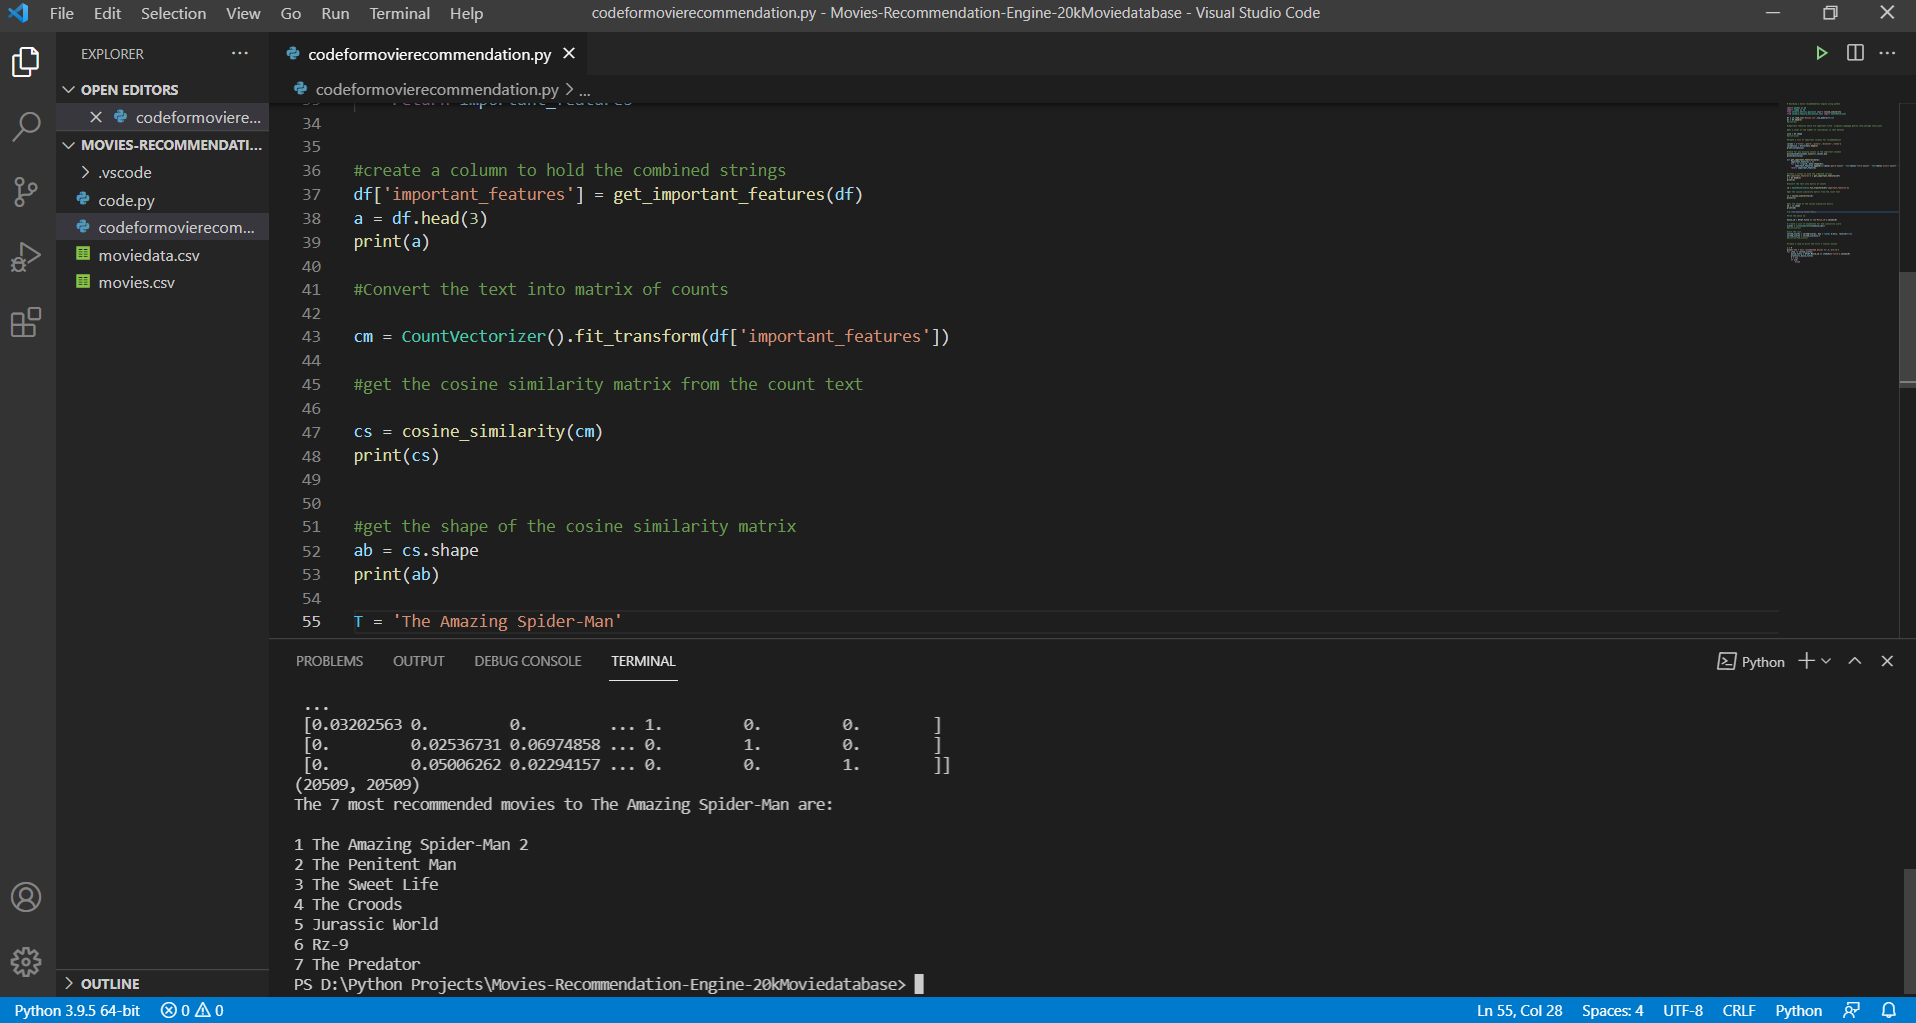 File Edit Selection View Go Run Terminal Help
codeformovierecommendation.py - Movies-Recommendation-Engine-20kMoviedatabase - Visual Studio Code
EXPLORER
OPEN EDITORS
codeformoviere...
MOVIES-RECOMMENDATI...
.vscode
code.py
codeformovierecom...
moviedata.csv
movies.csv
OUTLINE
codeformovierecommendation.py
codeformovierecommendation.py > ...
return important_features
34
35
36 #create a column to hold the combined strings
37 df['important_features'] = get_important_features(df)
38 a = df.head(3)
39 print(a)
40
41 #Convert the text into matrix of counts
42
43 cm = CountVectorizer().fit_transform(df['important_features'])
44
45 #get the cosine similarity matrix from the count text
46
47 cs = cosine_similarity(cm)
48 print(cs)
49
50
51 #get the shape of the cosine similarity matrix
52 ab = cs.shape
53 print(ab)
54
55 T = 'The Amazing Spider-Man'
PROBLEMS OUTPUT DEBUG CONSOLE TERMINAL
Python
...
[0.03202563 0. 0. ... 1. 0. 0. ]
[0. 0.02536731 0.06974858 ... 0. 1. 0. ]
[0. 0.05006262 0.02294157 ... 0. 0. 1. ]]
(20509, 20509)
The 7 most recommended movies to The Amazing Spider-Man are:
1 The Amazing Spider-Man 2
2 The Penitent Man
3 The Sweet Life
4 The Croods
5 Jurassic World
6 Rz-9
7 The Predator
PS D:\Python Projects\Movies-Recommendation-Engine-20kMoviedatabase>
Python 3.9.5 64-bit 0 0
Ln 55, Col 28 Spaces: 4 UTF-8 CRLF Python